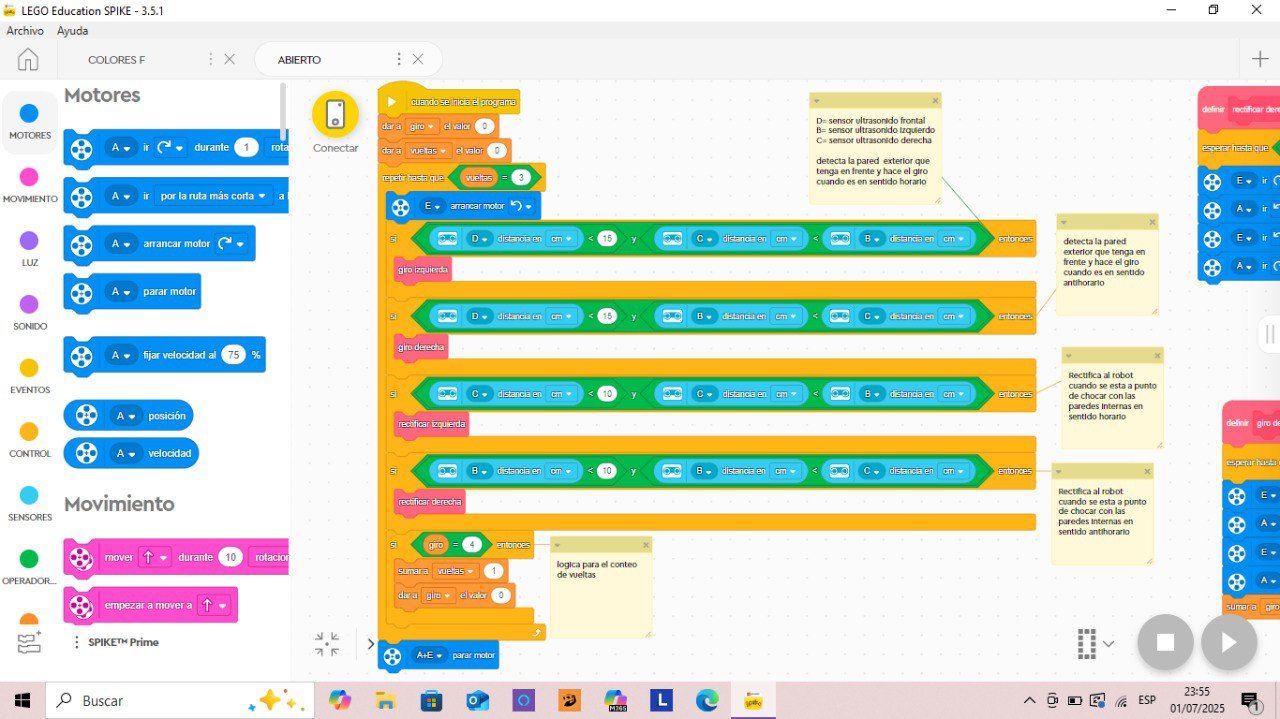 LEGO Education SPIKE - 3.5.1
Archivo Ayuda
COLORES F
ABIERTO
Motores
MOTORES
MOVIMIENTO
LUZ
SONIDO
EVENTOS
CONTROL
SENSORES
OPERADOR...
A ir durante 1 rota
A ir por la ruta más corta a l
A arrancar motor
A parar motor
A fijar velocidad al 75 %
A posición
A velocidad
Movimiento
mover durante 10 rotacion
empezar a mover a
SPIKE™ Prime
Conectar
cuando se inicia el programa
dar a giro el valor 0
dar a vueltas el valor 0
repetir hasta que vueltas = 3
E arrancar motor
si D distancia en cm < 15 y C distancia en cm < B distancia en cm entonces
giro izquierda
si D distancia en cm < 15 y B distancia en cm < C distancia en cm entonces
giro derecha
si C distancia en cm < 10 y C distancia en cm < B distancia en cm entonces
rectificar izquierda
si B distancia en cm < 10 y B distancia en cm < C distancia en cm entonces
rectificar derecha
si giro = 4 entonces
sumar a vueltas 1
dar a giro el valor 0
A+E parar motor
D= sensor ultrasonido frontal
B= sensor ultrasonido izquierdo
C= sensor ultrasonido derecha
detecta la pared exterior que
tenga en frente y hace el giro
cuando es en sentido horario
detecta la pared
exterior que tenga en
frente y hace el giro
cuando es en sentido
antihorario
Rectifica al robot
cuando se esta a punto
de chocar con las
paredes internas en
sentido horario
Rectifica al robot
cuando se esta a punto
de chocar con las
paredes internas en
sentido antihorario
logica para el conteo
de vueltas
definir rectificar dere
esperar hasta que
E ir
A ir
E ir
A ir
definir giro de
esperar hasta
E
A
E
A
sumar a giro
Buscar
M365
L
ESP
23:55
01/07/2025
1